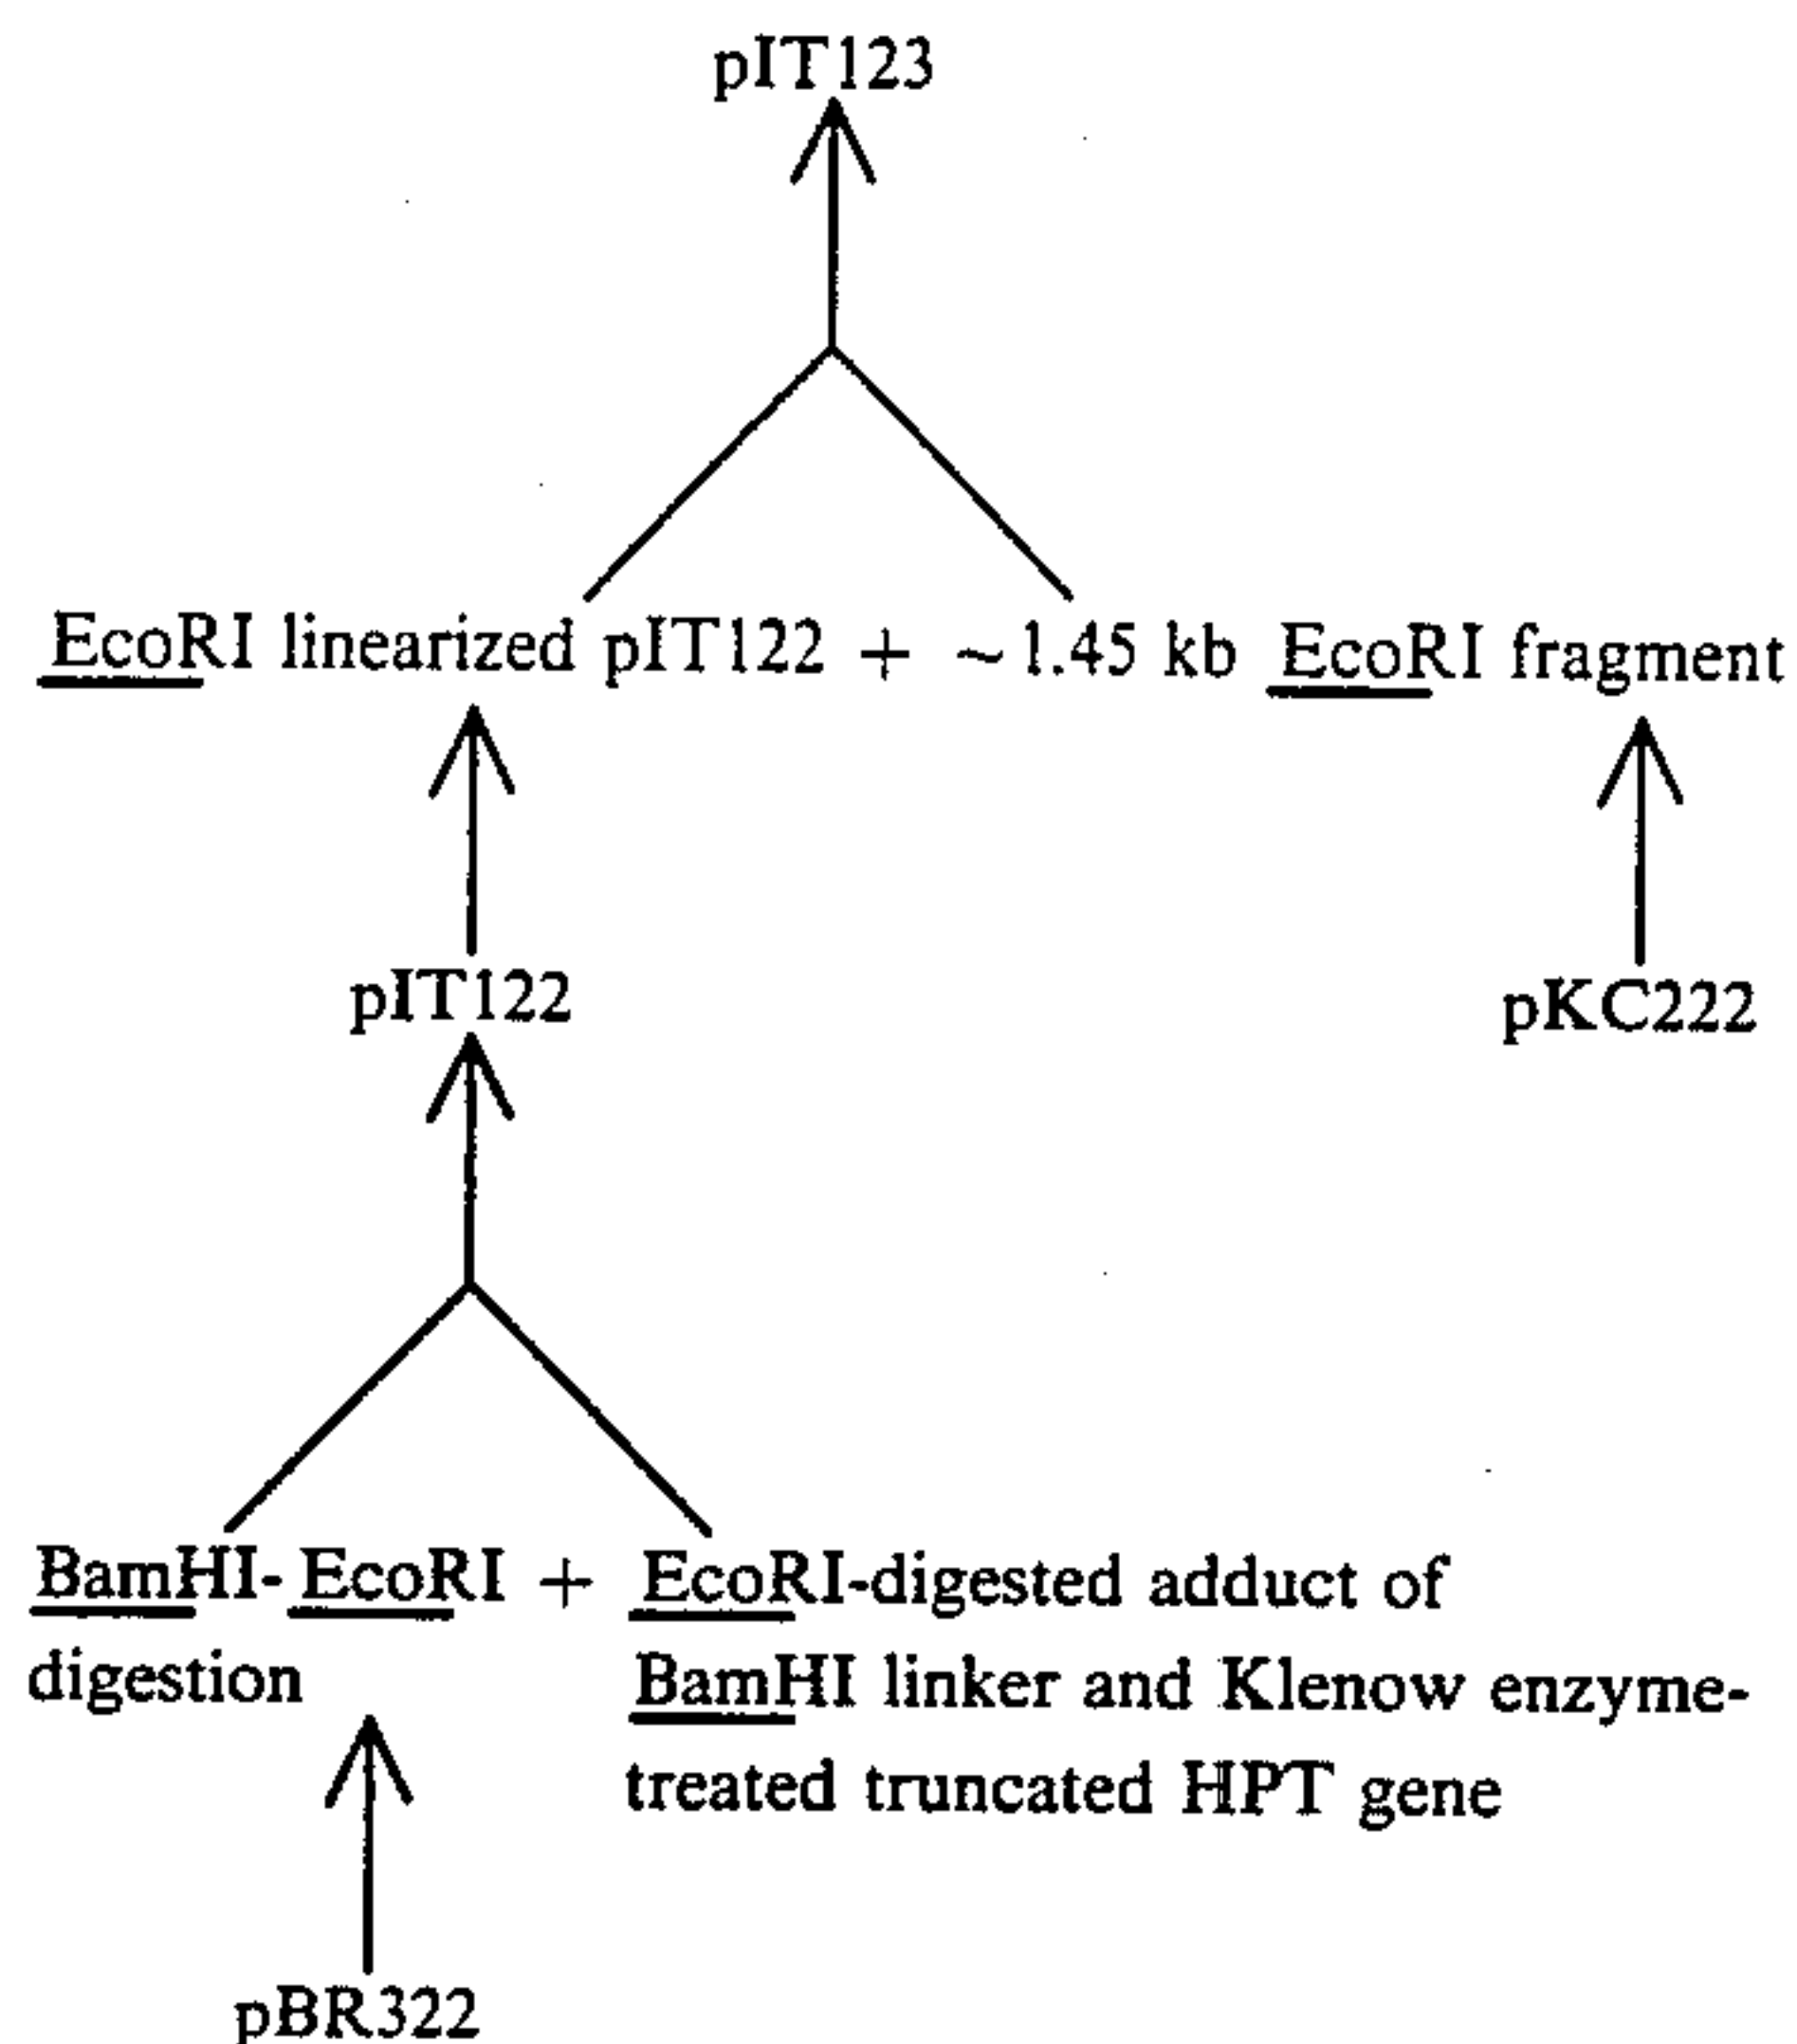 pIT123
EcoRI linearized pIT122 + ~1.45 kb EcoRI fragment
pIT122
pKC222
BamHI-EcoRI + EcoRI-digested adduct of
digestion BamHI linker and Klenow enzyme-
treated truncated HPT gene
pBR322